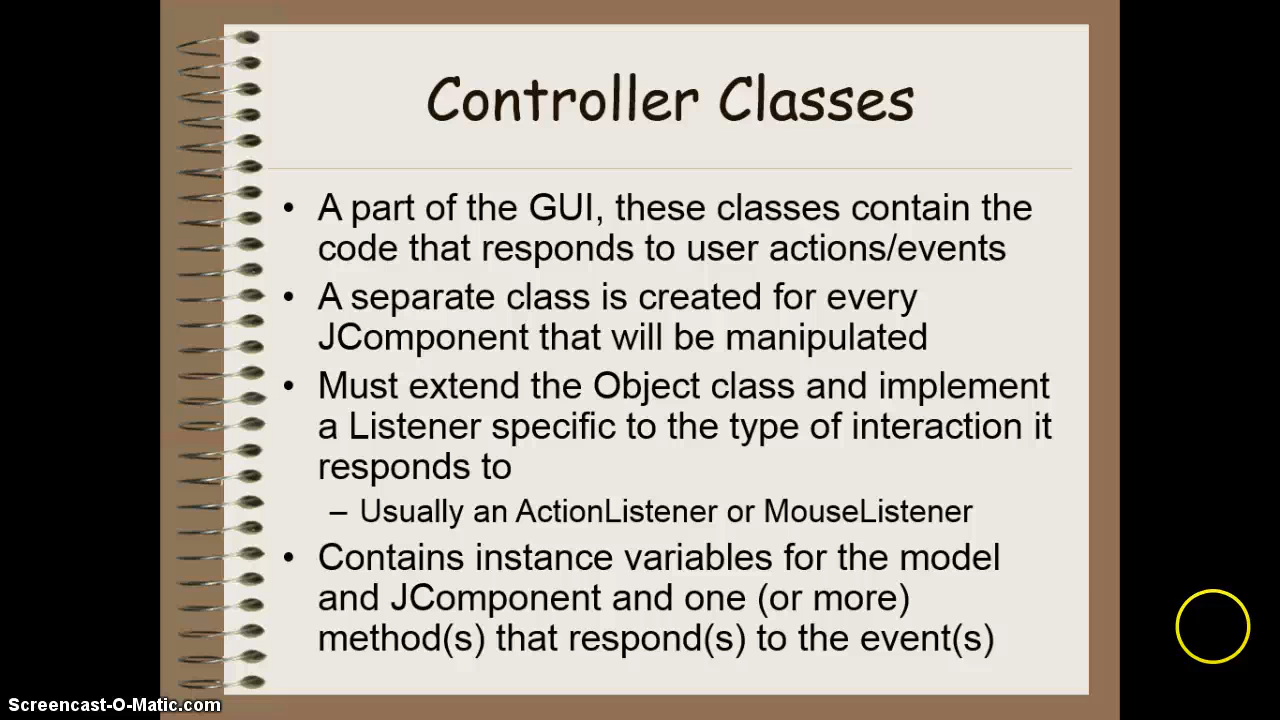 Controller Classes
• A part of the GUI, these classes contain the
code that responds to user actions/events
• A separate class is created for every
JComponent that will be manipulated
• Must extend the Object class and implement
a Listener specific to the type of interaction it
responds to
– Usually an ActionListener or MouseListener
• Contains instance variables for the model
and JComponent and one (or more)
method(s) that respond(s) to the event(s)
Screencast-O-Matic.com